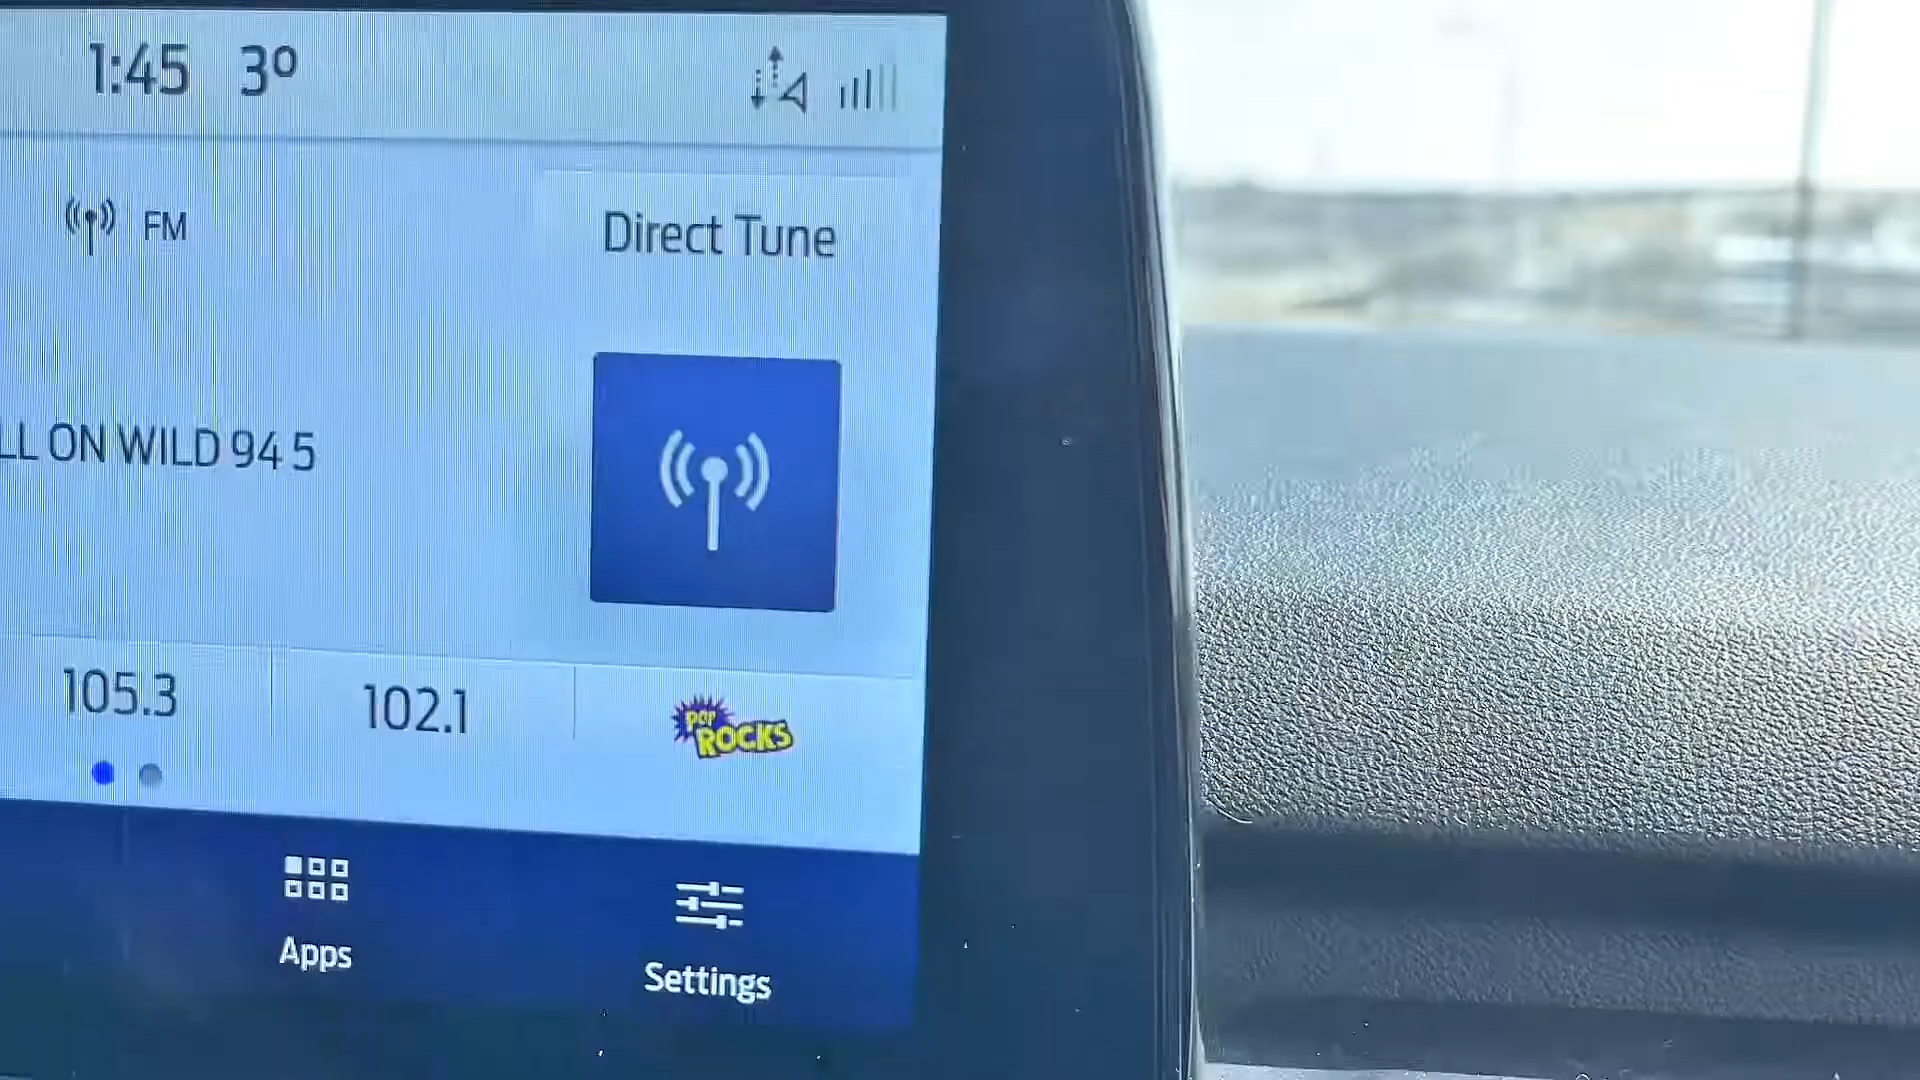 1:45 3°
FM
Direct Tune
LL ON WILD 94 5
105.3
102.1
POP
ROCKS
Apps
Settings